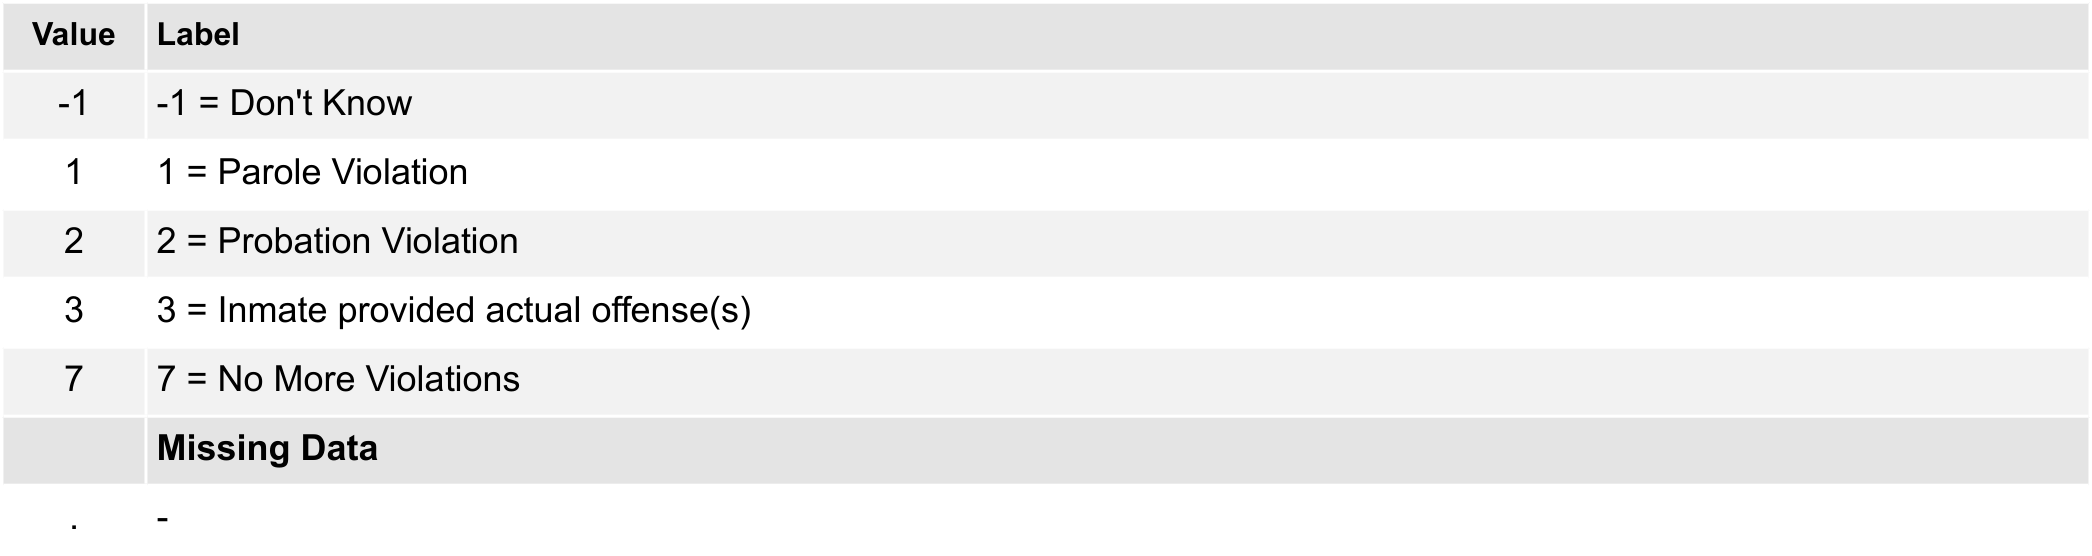 Value Label
-1 -1 = Don't Know
1 1 = Parole Violation
2 2 = Probation Violation
3 3 = Inmate provided actual offense(s)
7 7 = No More Violations
Missing Data
. -